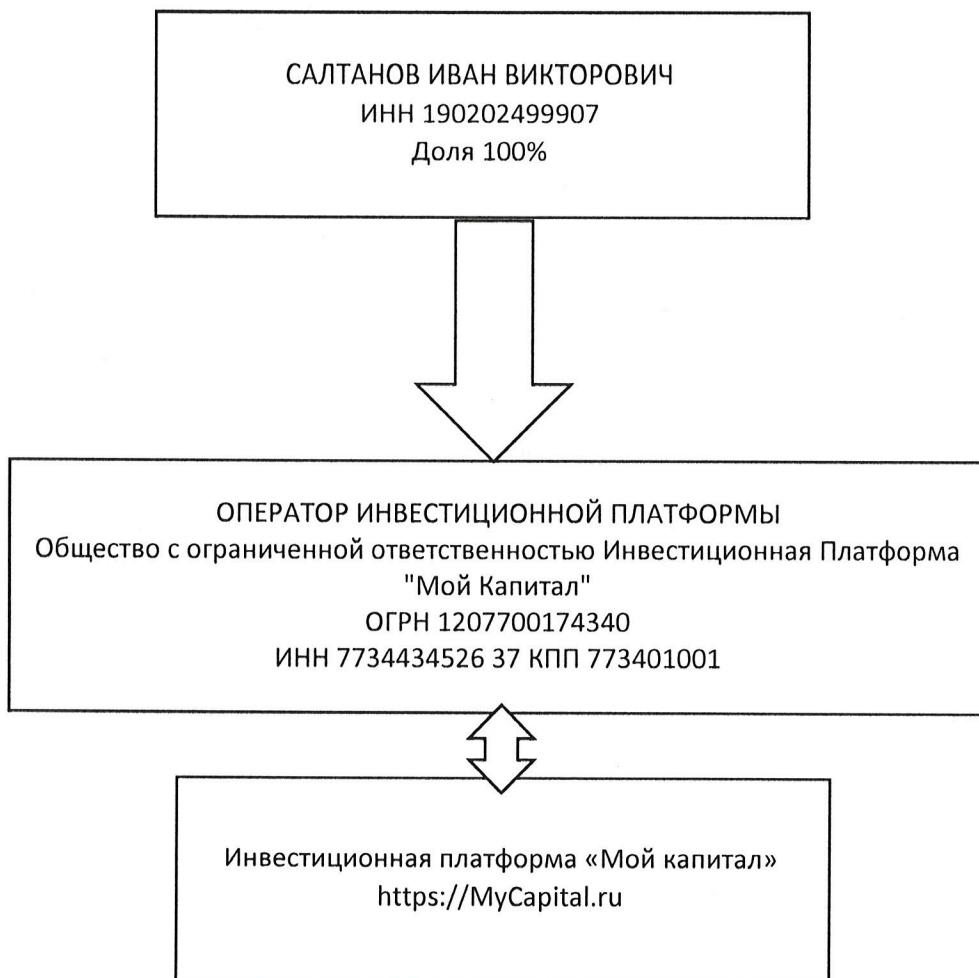 САЛТАНОВ ИВАН ВИКТОРОВИЧ
ИНН 190202499907
Доля 100%
ОПЕРАТОР ИНВЕСТИЦИОННОЙ ПЛАТФОРМЫ
Общество с ограниченной ответственностью Инвестиционная Платформа
"Мой Капитал"
ОГРН 1207700174340
ИНН 7734434526 37 КПП 773401001
Инвестиционная платформа «Мой капитал»
https://MyCapital.ru